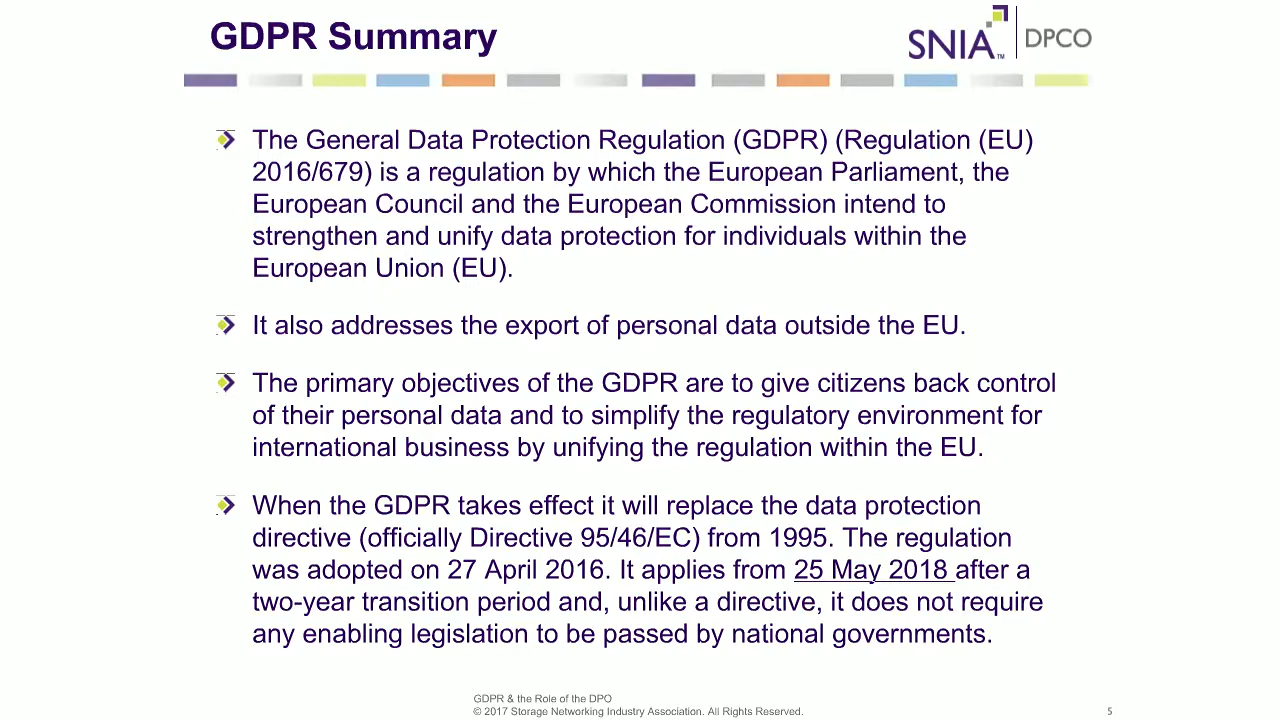 GDPR Summary
SNIA™ | DPCO
The General Data Protection Regulation (GDPR) (Regulation (EU)
2016/679) is a regulation by which the European Parliament, the
European Council and the European Commission intend to
strengthen and unify data protection for individuals within the
European Union (EU).
It also addresses the export of personal data outside the EU.
The primary objectives of the GDPR are to give citizens back control
of their personal data and to simplify the regulatory environment for
international business by unifying the regulation within the EU.
When the GDPR takes effect it will replace the data protection
directive (officially Directive 95/46/EC) from 1995. The regulation
was adopted on 27 April 2016. It applies from 25 May 2018 after a
two-year transition period and, unlike a directive, it does not require
any enabling legislation to be passed by national governments.
GDPR & the Role of the DPO
© 2017 Storage Networking Industry Association. All Rights Reserved.
5